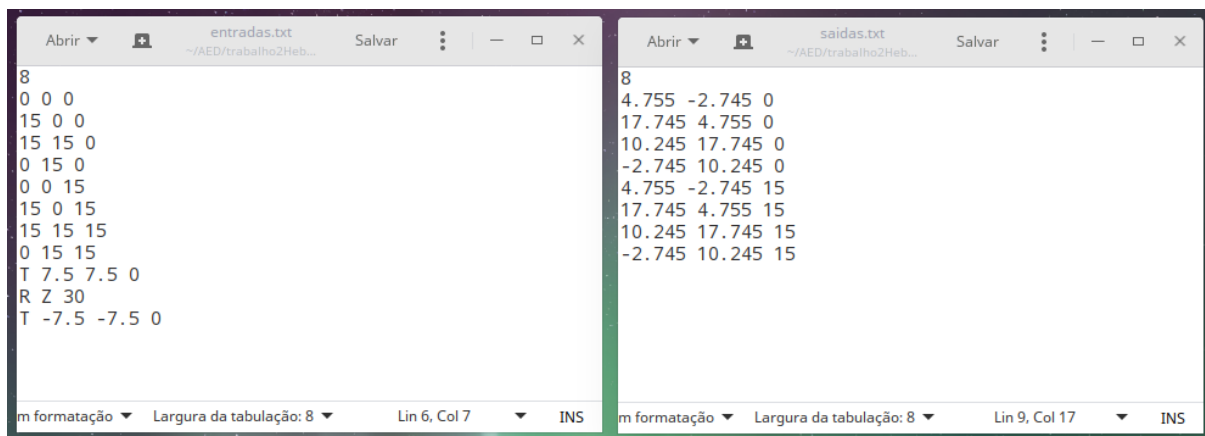 Abrir
entradas.txt
~/AED/trabalho2Heb...
Salvar
8
0 0 0
15 0 0
15 15 0
0 15 0
0 0 15
15 0 15
15 15 15
0 15 15
T 7.5 7.5 0
R Z 30
T -7.5 -7.5 0
m formatação
Largura da tabulação: 8
Lin 6, Col 7
INS
Abrir
saidas.txt
~/AED/trabalho2Heb...
Salvar
8
4.755 -2.745 0
17.745 4.755 0
10.245 17.745 0
-2.745 10.245 0
4.755 -2.745 15
17.745 4.755 15
10.245 17.745 15
-2.745 10.245 15
m formatação
Largura da tabulação: 8
Lin 9, Col 17
INS